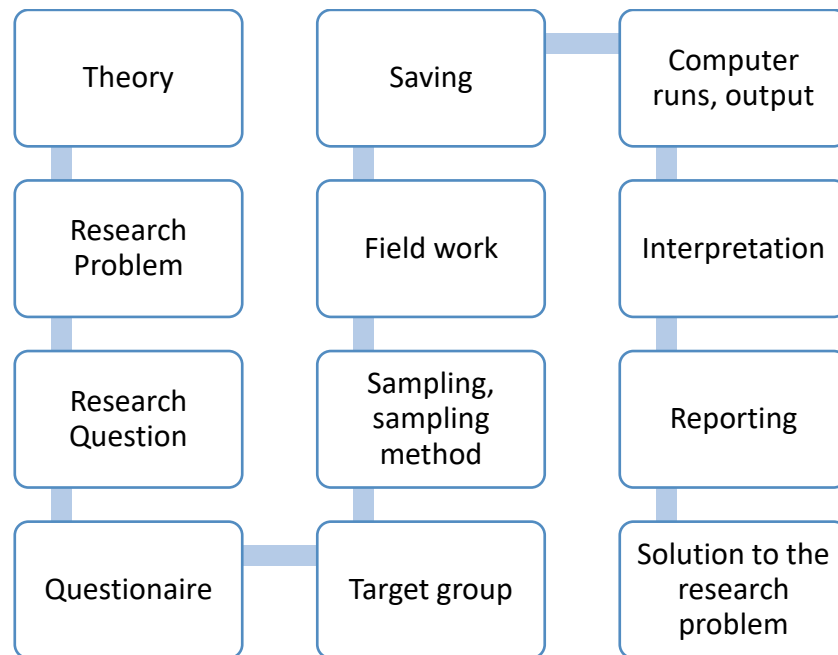 Theory
Research
Problem
Research
Question
Questionaire
Target group
Sampling,
sampling
method
Field work
Saving
Computer
runs, output
Interpretation
Reporting
Solution to the
research
problem